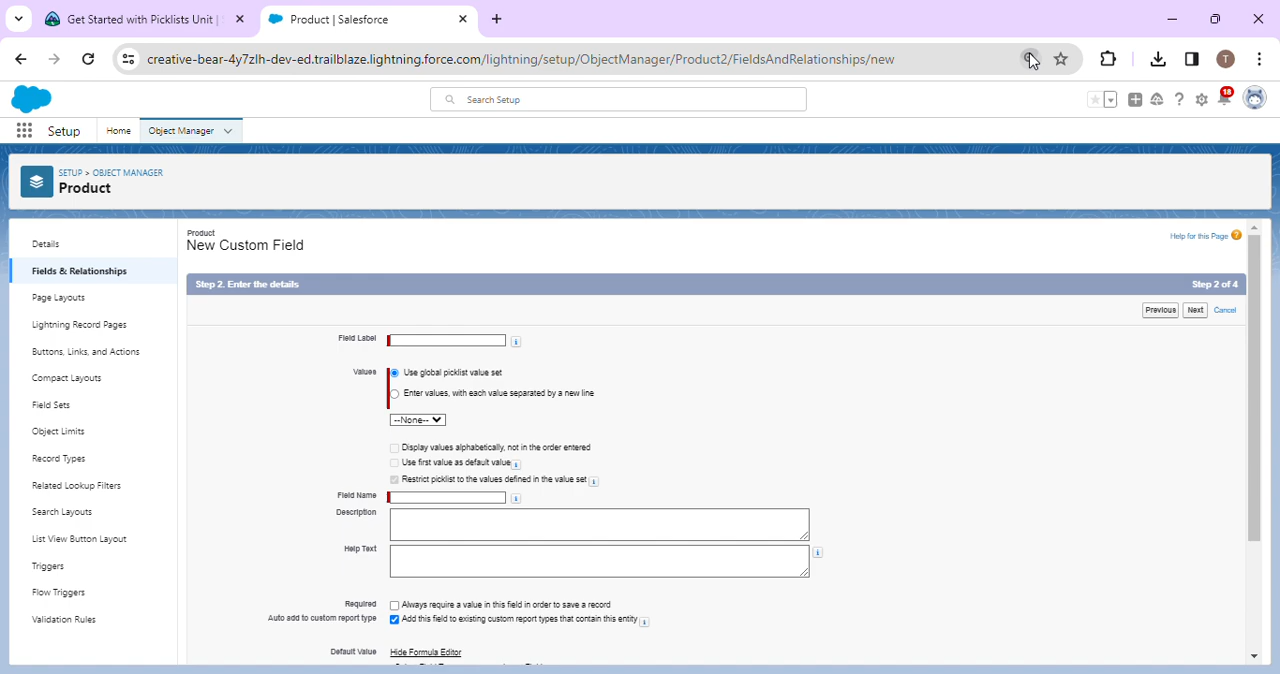 Get Started with Picklists Unit |
Product | Salesforce
creative-bear-4y7zlh-dev-ed.trailblaze.lightning.force.com/lightning/setup/ObjectManager/Product2/FieldsAndRelationships/new
T
Search Setup
18
Setup
Home
Object Manager
SETUP > OBJECT MANAGER
Product
Details
Fields & Relationships
Page Layouts
Lightning Record Pages
Buttons, Links, and Actions
Compact Layouts
Field Sets
Object Limits
Record Types
Related Lookup Filters
Search Layouts
List View Button Layout
Triggers
Flow Triggers
Validation Rules
Product
New Custom Field
Help for this Page
Step 2. Enter the details
Step 2 of 4
Previous
Next
Cancel
Field Label
Values
Use global picklist value set
Enter values, with each value separated by a new line
--None--
Display values alphabetically, not in the order entered
Use first value as default value
Restrict picklist to the values defined in the value set
Field Name
Description
Help Text
Required
Always require a value in this field in order to save a record
Auto add to custom report type
Add this field to existing custom report types that contain this entity
Default Value
Hide Formula Editor